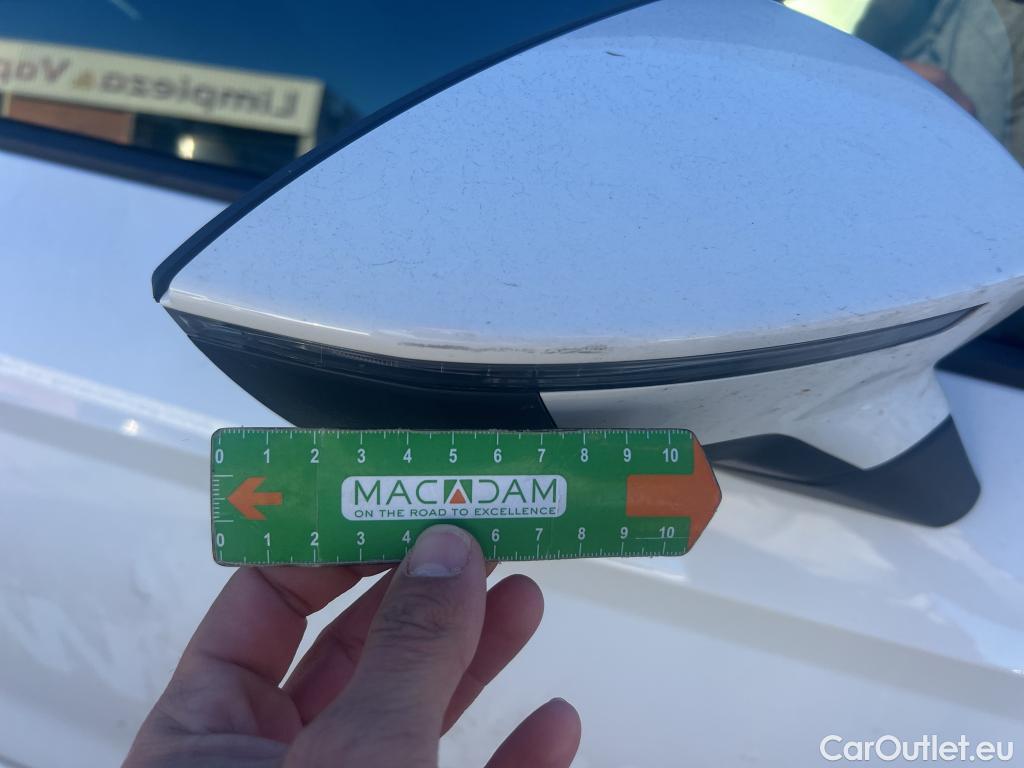 Limpieza Vap
0 1 2 3 4 5 6 7 8 9 10
MACADAM
ON THE ROAD TO EXCELLENCE
0 1 2 3 4 6 7 8 9 10
CarOutlet.eu